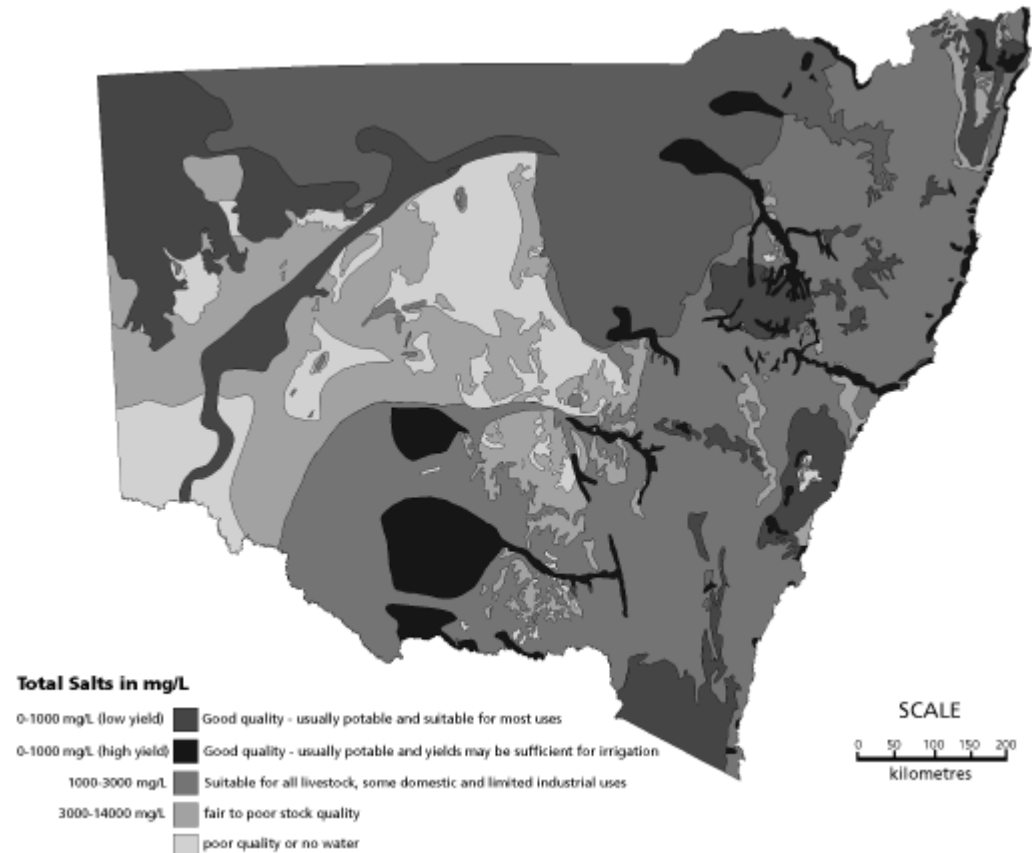 Total Salts in mg/L
0-1000 mg/L (low yield) Good quality - usually potable and suitable for most uses
0-1000 mg/L (high yield) Good quality - usually potable and yields may be sufficient for irrigation
1000-3000 mg/L Suitable for all livestock, some domestic and limited industrial uses
3000-14000 mg/L fair to poor stock quality
poor quality or no water
SCALE
0 50 100 150 200
kilometres